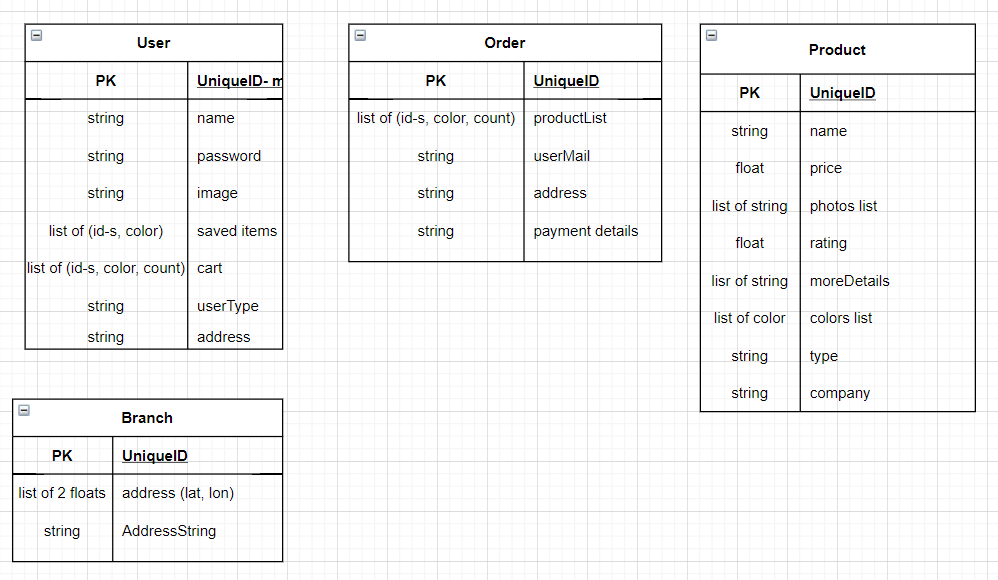 User
PK UniqueID- m
string name
string password
string image
list of (id-s, color) saved items
list of (id-s, color, count) cart
string userType
string address
Order
PK UniqueID
list of (id-s, color, count) productList
string userMail
string address
string payment details
Product
PK UniqueID
string name
float price
list of string photos list
float rating
lisr of string moreDetails
list of color colors list
string type
string company
Branch
PK UniqueID
list of 2 floats address (lat, lon)
string AddressString